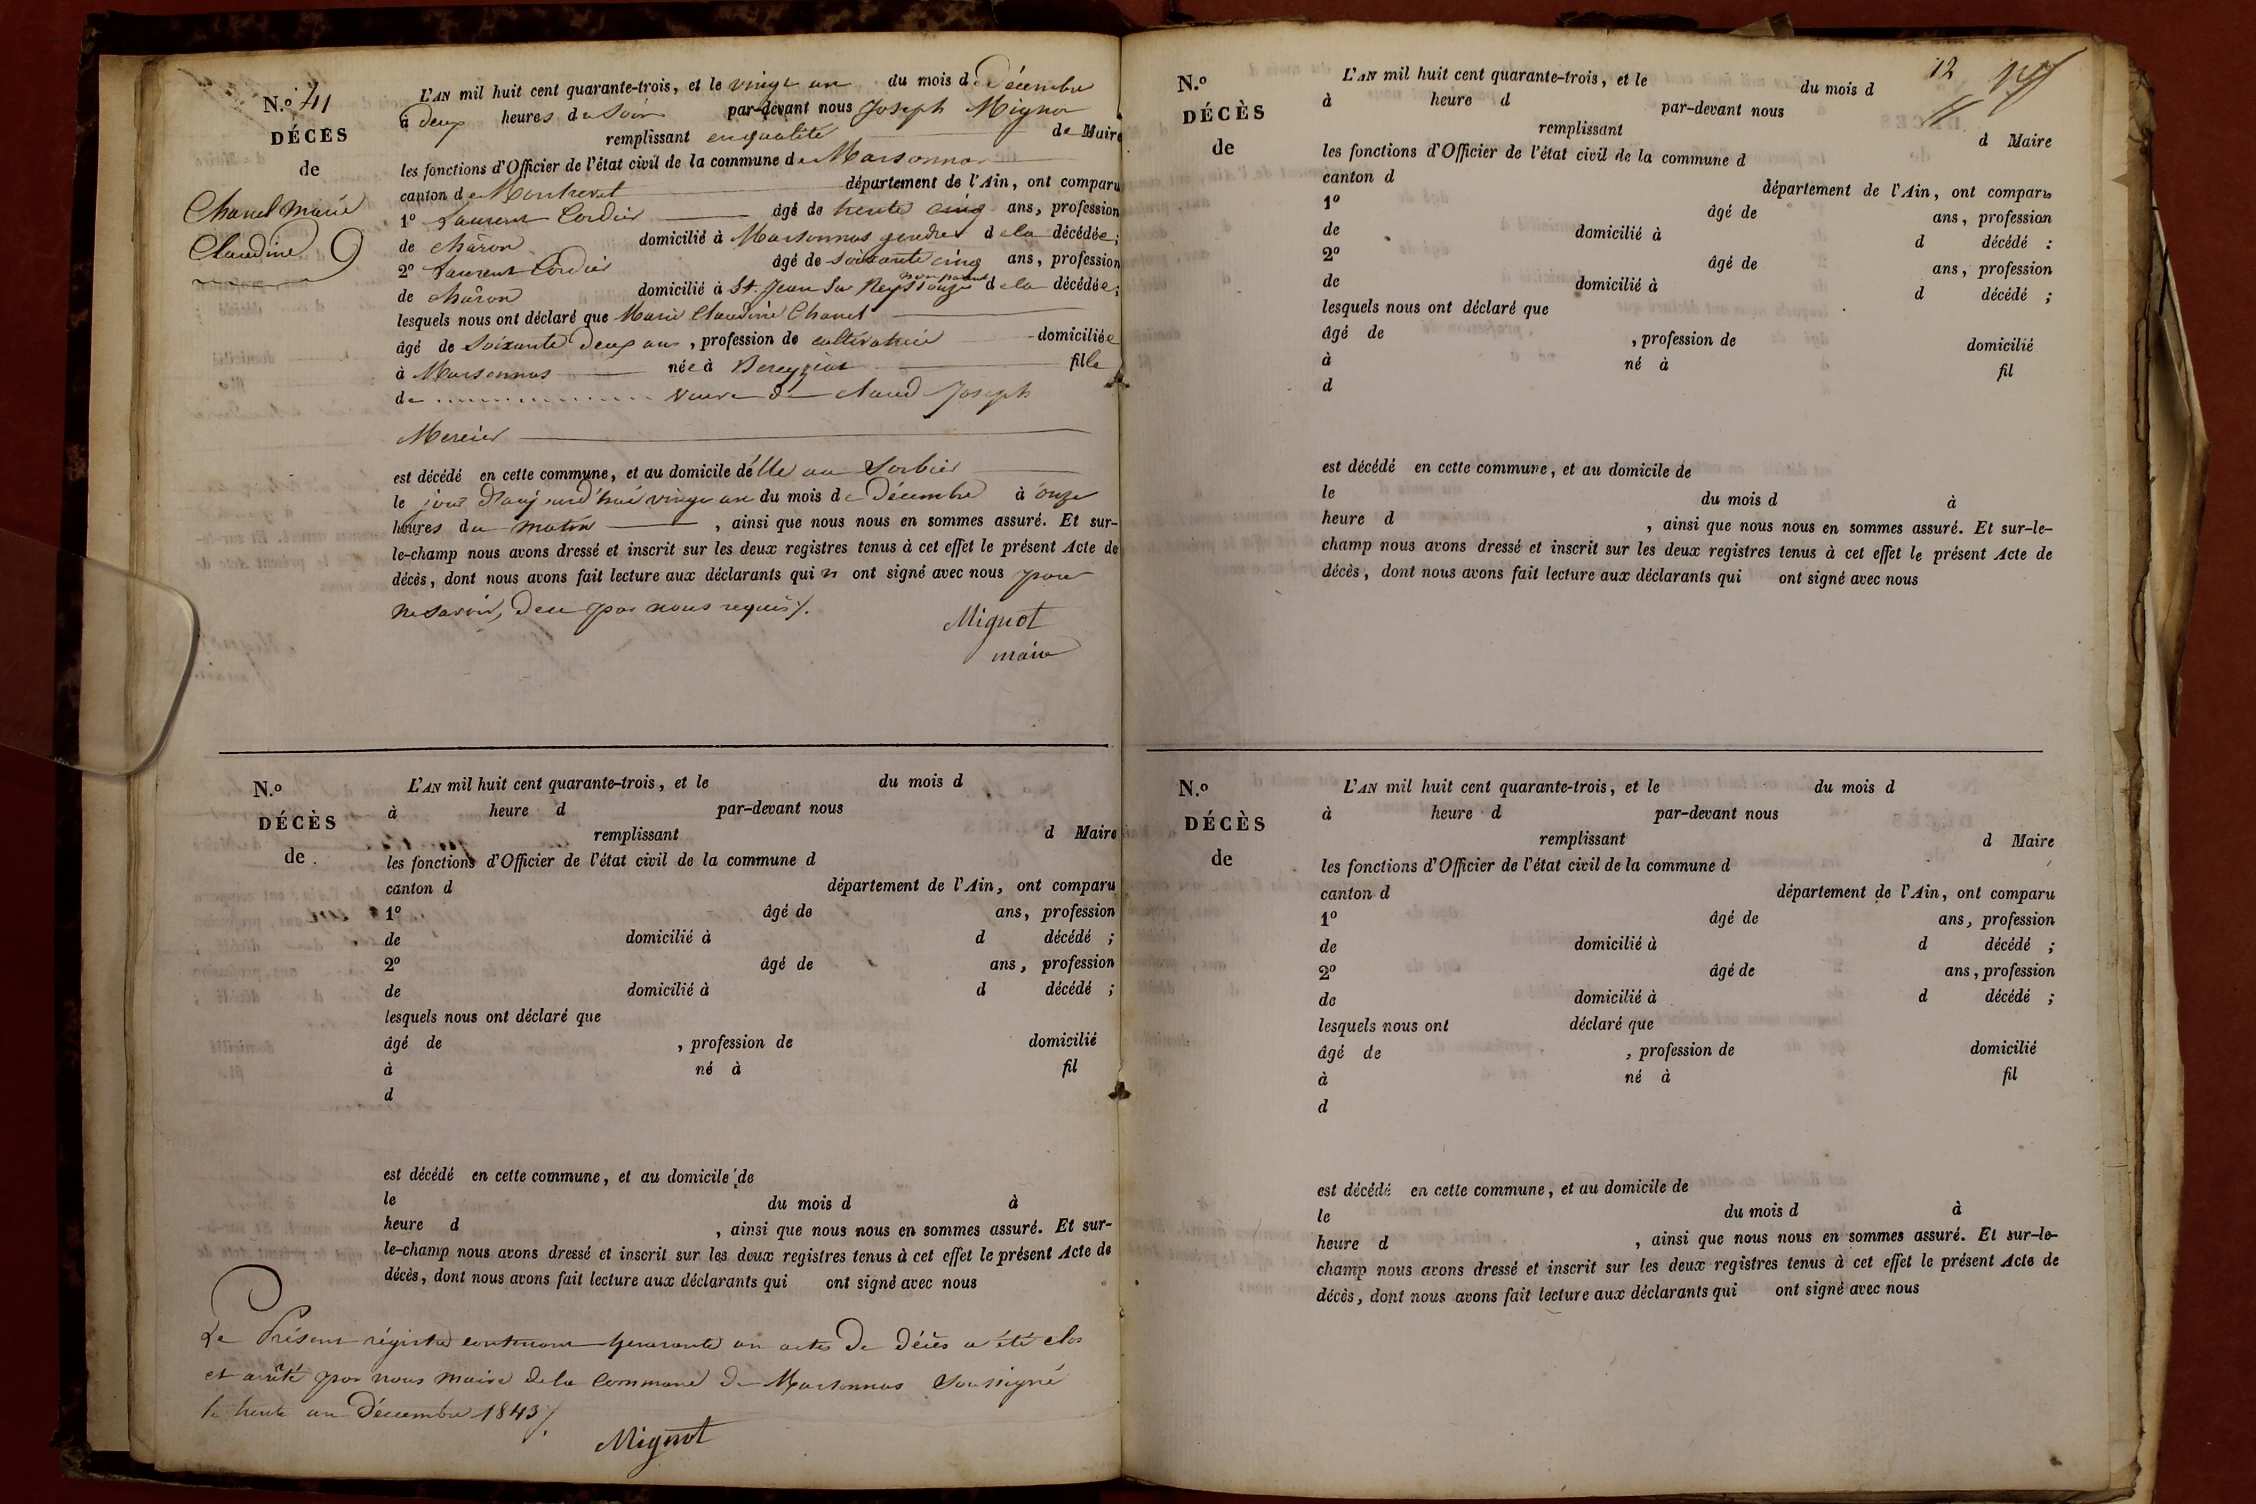 N.º 41
DÉCÈS
de
Chanel Marie
Claudine
L'AN mil huit cent quarante-trois, et le vingt un du mois de Décembre
à deux heures du Soir par-devant nous Joseph Mignot
remplissant en qualité de Maire
les fonctions d'Officier de l'état civil de la commune de Marsonnas
canton de Montrevel département de l'Ain, ont comparu
1º Laurent Cordier âgé de trente cinq ans, profession
de charon domicilié à Marsonnas gendre de la décédée;
2º Laurent Cordier âgé de soixante cinq ans, profession
de charon domicilié à St. Jean Sur Reyssouze non parent de la décédée;
lesquels nous ont déclaré que Marie Claudine Chanel
âgé de Soixante deux ans, profession de cultivatrice domiciliée
à Marsonnas née à Bereyziat fille
de ............... veuve de claud Joseph
Mercier
est décédé en cette commune, et au domicile d'elle au Sorbier
le jour d'aujourd'hui vingt un du mois de Décembre à onze
heures du matin, ainsi que nous nous en sommes assuré. Et sur-
le-champ nous avons dressé et inscrit sur les deux registres tenus à cet effet le présent Acte de
décès, dont nous avons fait lecture aux déclarants qui n ont signé avec nous pour
ne savoir, de ce par nous requis /.
Mignot
maire
N.º
DÉCÈS
de
L'AN mil huit cent quarante-trois, et le du mois d
à heure d par-devant nous
remplissant d Maire
les fonctions d'Officier de l'état civil de la commune d
canton d département de l'Ain, ont comparu
1º âgé de ans, profession
de domicilié à d décédé ;
2º âgé de ans, profession
de domicilié à d décédé ;
lesquels nous ont déclaré que
âgé de , profession de domicilié
à né à fil
d
est décédé en cette commune, et au domicile de
le du mois d à
heure d , ainsi que nous nous en sommes assuré. Et sur-
le-champ nous avons dressé et inscrit sur les deux registres tenus à cet effet le présent Acte de
décès, dont nous avons fait lecture aux déclarants qui ont signé avec nous
Le Présent régistre contenant quarante un actes de décès a été clos
et arrêté par nous maire de la commune de Marsonnas Soussigné
le trente un Décembre 1843 /.
Mignot
12
N.º
DÉCÈS
de
L'AN mil huit cent quarante-trois, et le du mois d
à heure d par-devant nous
remplissant d Maire
les fonctions d'Officier de l'état civil de la commune d
canton d département de l'Ain, ont comparu
1º âgé de ans, profession
de domicilié à d décédé :
2º âgé de ans, profession
de domicilié à d décédé ;
lesquels nous ont déclaré que
âgé de , profession de domicilié
à né à fil
d
est décédé en cette commune, et au domicile de
le du mois d à
heure d , ainsi que nous nous en sommes assuré. Et sur-le-
champ nous avons dressé et inscrit sur les deux registres tenus à cet effet le présent Acte de
décès, dont nous avons fait lecture aux déclarants qui ont signé avec nous
N.º
DÉCÈS
de
L'AN mil huit cent quarante-trois, et le du mois d
à heure d par-devant nous
remplissant d Maire
les fonctions d'Officier de l'état civil de la commune d
canton d département de l'Ain, ont comparu
1º âgé de ans, profession
de domicilié à d décédé ;
2º âgé de ans, profession
de domicilié à d décédé ;
lesquels nous ont déclaré que
âgé de , profession de domicilié
à né à fil
d
est décédé en cette commune, et au domicile de
le du mois d à
heure d , ainsi que nous nous en sommes assuré. Et sur-le-
champ nous avons dressé et inscrit sur les deux registres tenus à cet effet le présent Acte de
décès, dont nous avons fait lecture aux déclarants qui ont signé avec nous